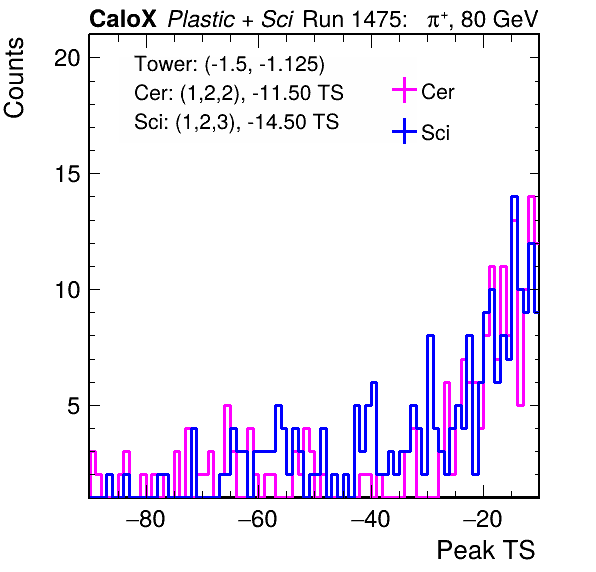 CaloX Plastic + Sci Run 1475: π⁺, 80 GeV
Counts
20
15
10
5
Tower: (-1.5, -1.125)
Cer: (1,2,2), -11.50 TS
Sci: (1,2,3), -14.50 TS
Cer
Sci
−80 −60 −40 −20
Peak TS